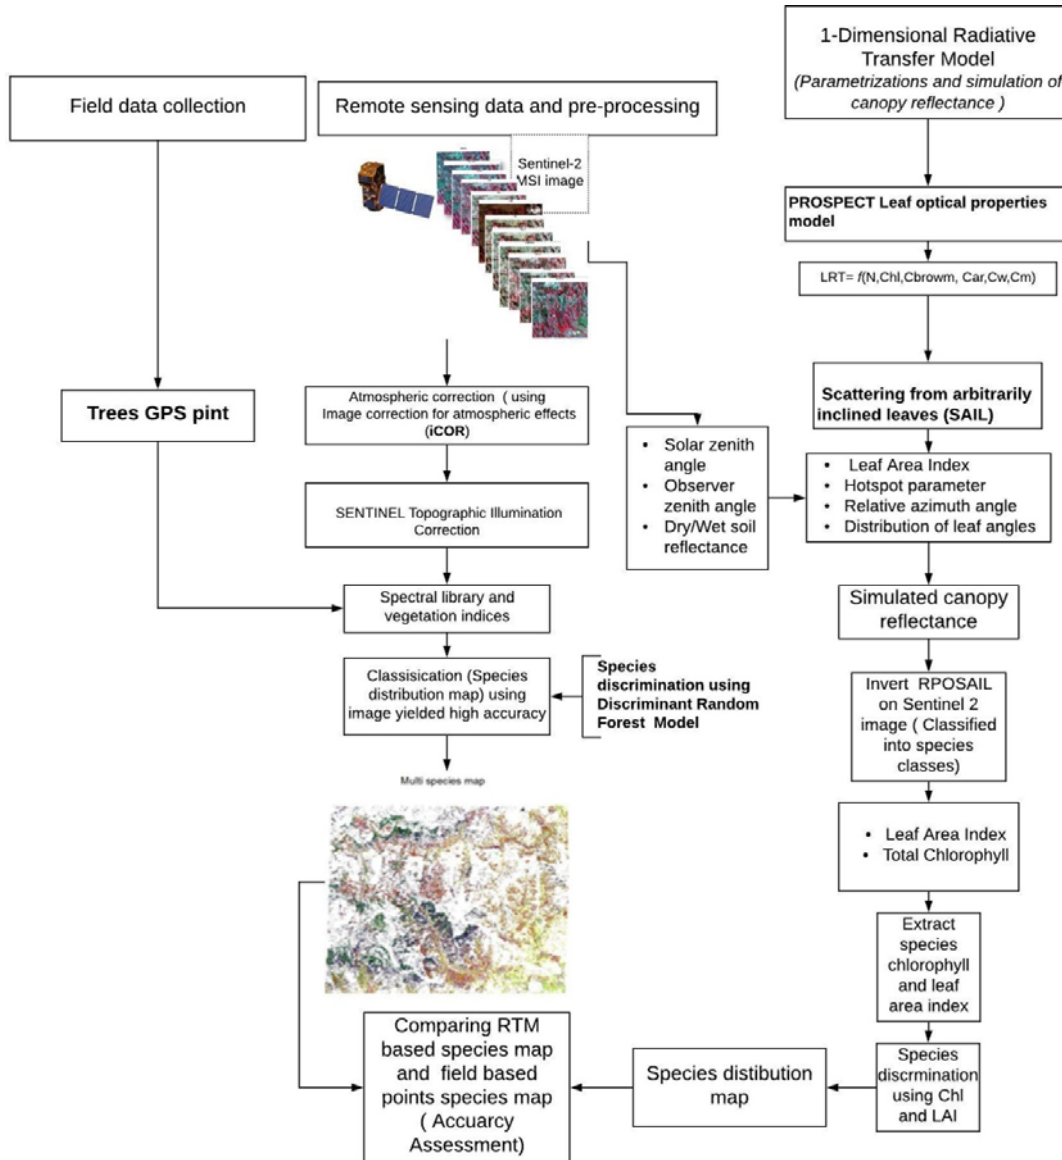 Field data collection
Remote sensing data and pre-processing
1-Dimensional Radiative
Transfer Model
(Parametrizations and simulation of
canopy reflectance )
Sentinel-2
MSI image
PROSPECT Leaf optical properties
model
LRT= f(N,Chl,Cbrowm, Car,Cw,Cm)
Trees GPS pint
Atmospheric correction ( using
Image correction for atmospheric effects
(iCOR)
Scattering from arbitrarily
inclined leaves (SAIL)
• Solar zenith
angle
• Observer
zenith angle
• Dry/Wet soil
reflectance
• Leaf Area Index
• Hotspot parameter
• Relative azimuth angle
• Distribution of leaf angles
SENTINEL Topographic Illumination
Correction
Spectral library and
vegetation indices
Simulated canopy
reflectance
Classisication (Species
distribution map) using
image yielded high accuracy
Species
discrimination using
Discriminant Random
Forest Model
Invert RPOSAIL
on Sentinel 2
image ( Classified
into species
classes)
Multi species map
• Leaf Area Index
• Total Chlorophyll
Extract
species
chlorophyll
and leaf
area index
Comparing RTM
based species map
and field based
points species map
( Accuarcy
Assessment)
Species distibution
map
Species
discrmination
using Chl
and LAI